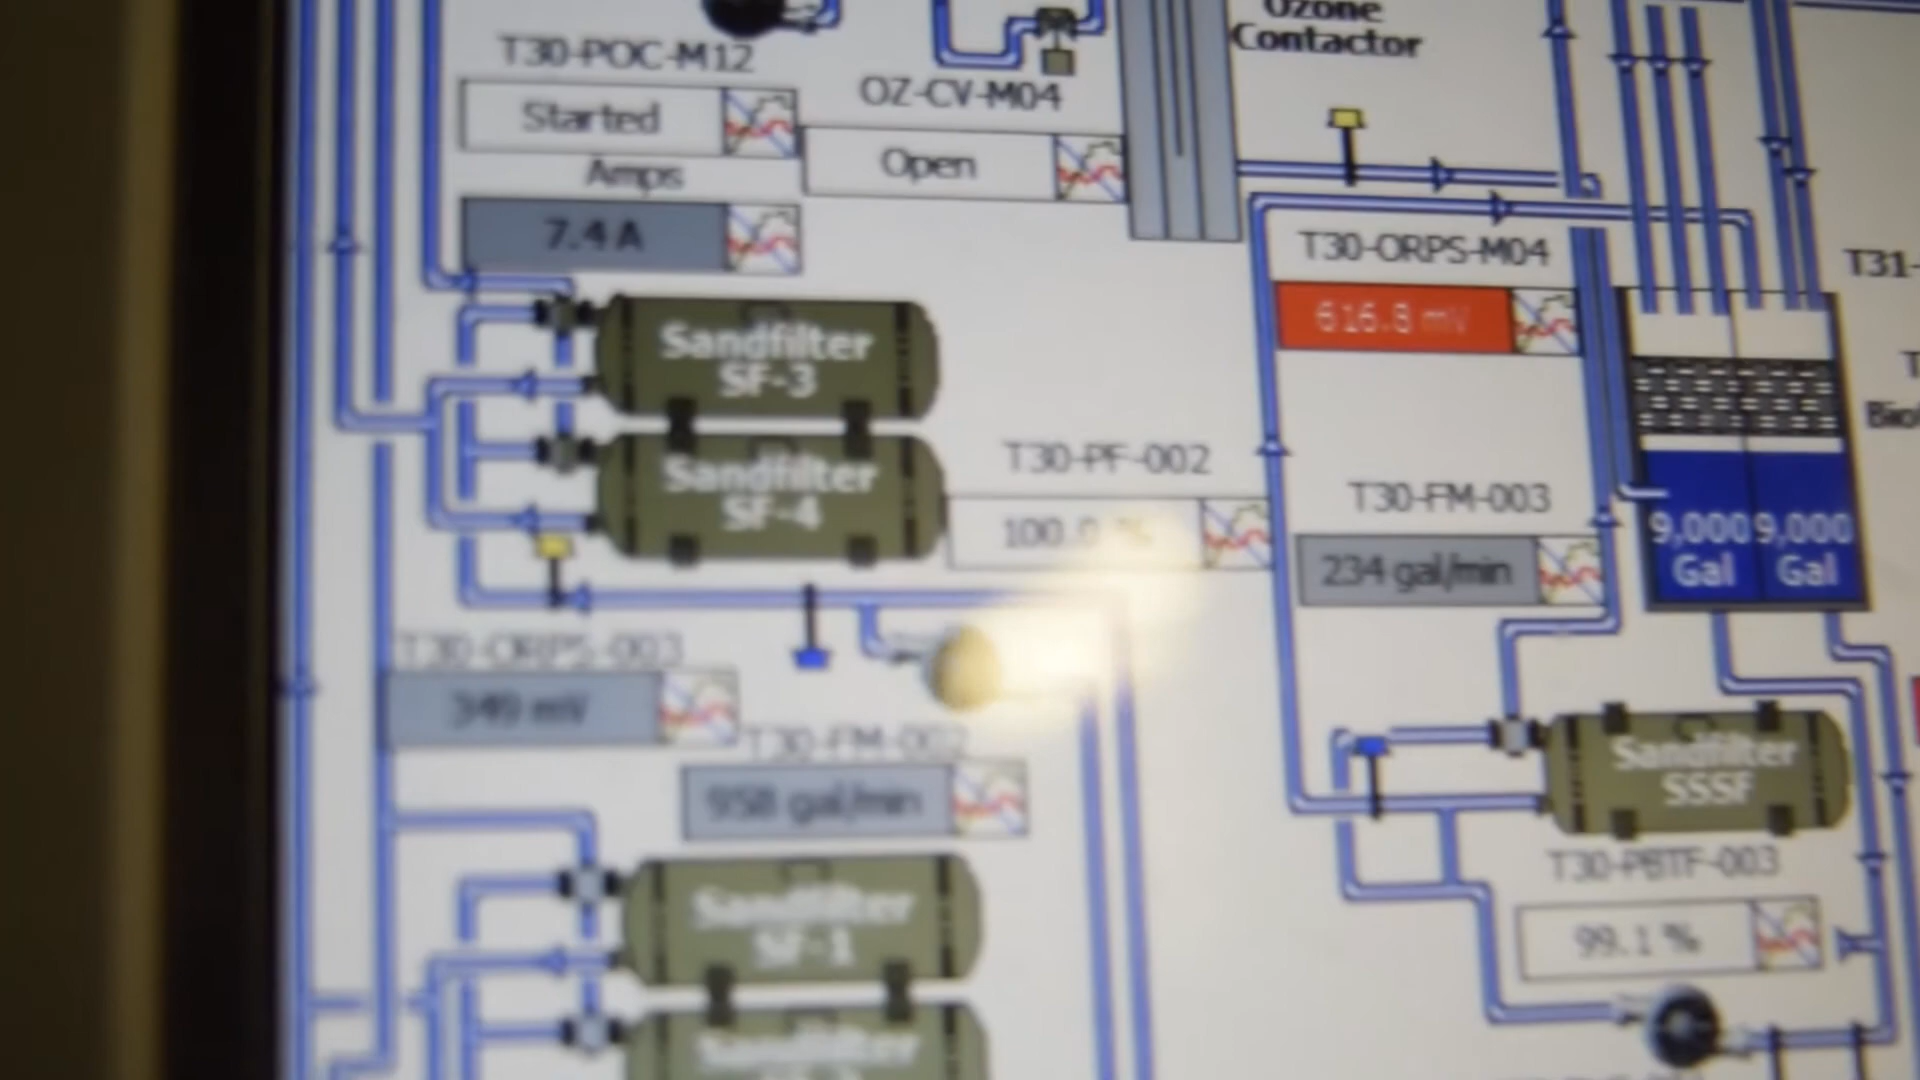 Ozone
Contactor
T30-POC-M12
OZ-CV-M04
Started
Open
Amps
7.4 A
T30-ORPS-M04
616.8 mV
T31-
Sandfilter
SF-3
Sandfilter
SF-4
T30-PF-002
100.0 %
T30-FM-003
234 gal/min
9,000
Gal
9,000
Gal
T30-ORPS-003
349 mV
T30-FM-002
958 gal/min
Sandfilter
SSSF
T30-PBTF-003
99.1 %
Sandfilter
SF-1
Sandfilter